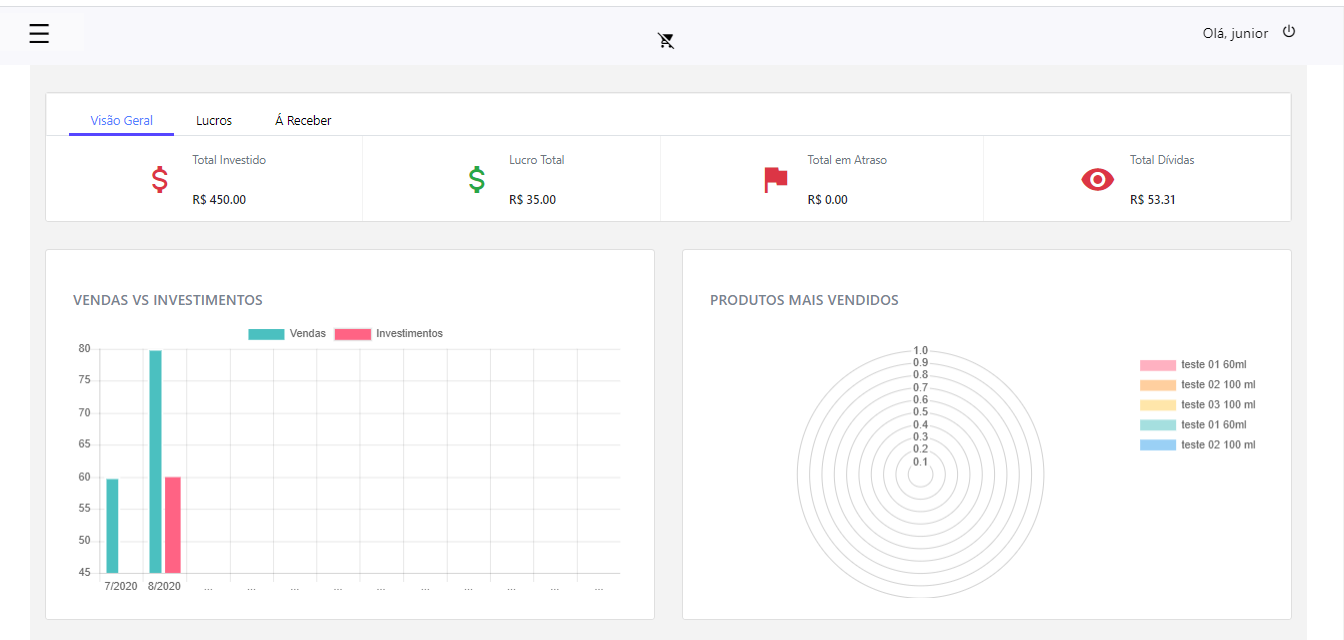 Olá, junior
Visão Geral Lucros Á Receber
Total Investido
R$ 450.00
Lucro Total
R$ 35.00
Total em Atraso
R$ 0.00
Total Dívidas
R$ 53.31
VENDAS VS INVESTIMENTOS
Vendas Investimentos
80
75
70
65
60
55
50
45
7/2020 8/2020 ... ... ... ... ... ... ... ... ... ...
PRODUTOS MAIS VENDIDOS
1.0
0.9
0.8
0.7
0.6
0.5
0.4
0.3
0.2
0.1
teste 01 60ml
teste 02 100 ml
teste 03 100 ml
teste 01 60ml
teste 02 100 ml